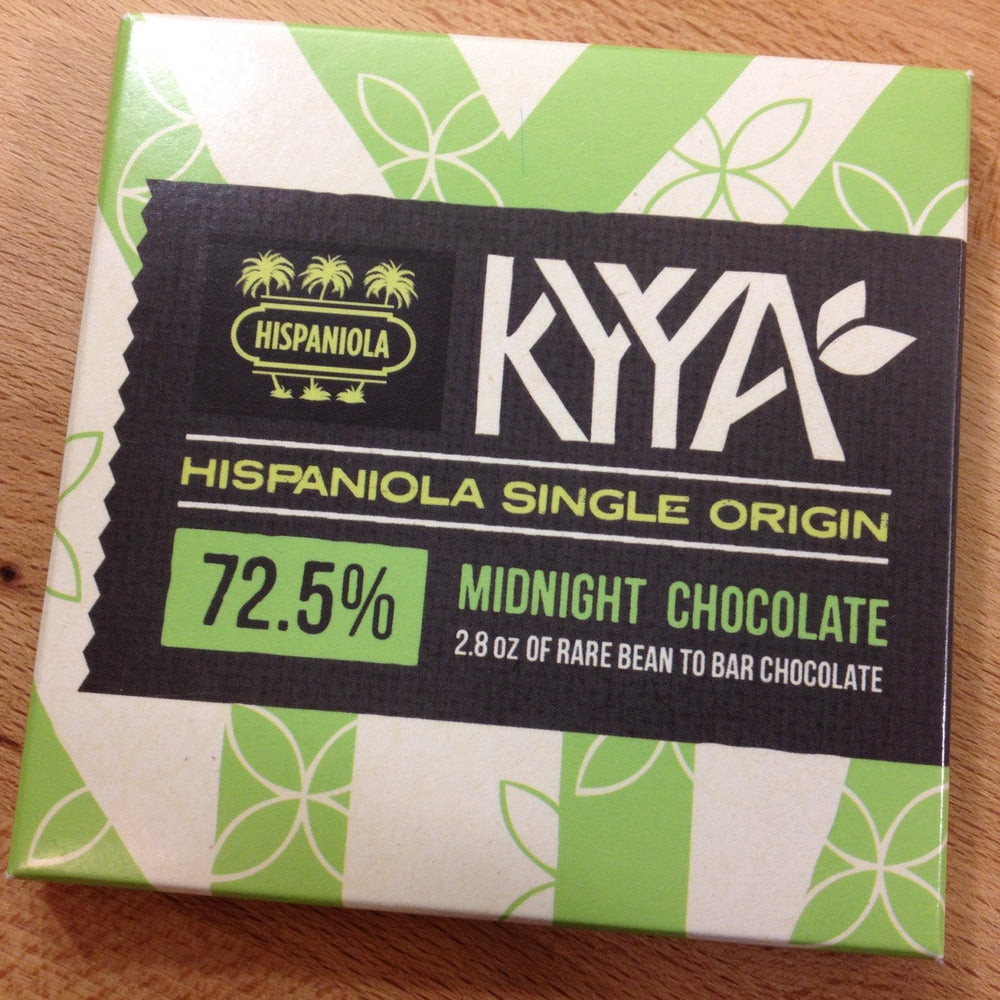 HISPANIOLA
KYYA
HISPANIOLA SINGLE ORIGIN
72.5%
MIDNIGHT CHOCOLATE
2.8 oz OF RARE BEAN TO BAR CHOCOLATE